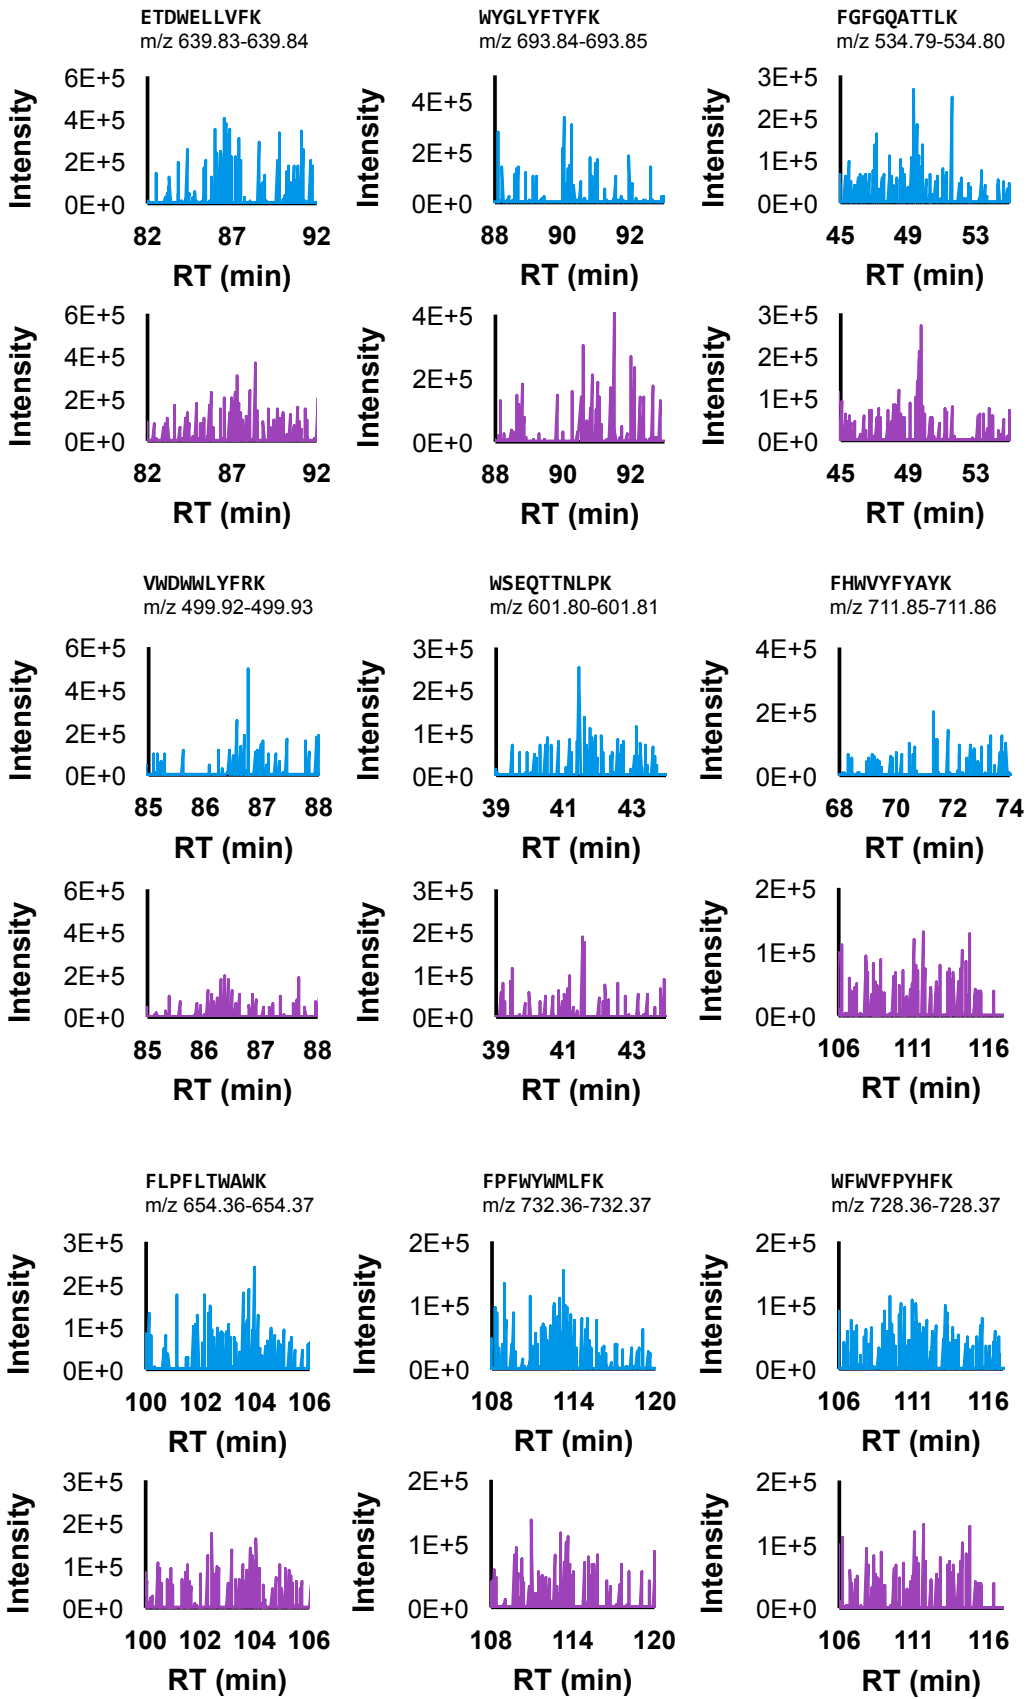 ETDWELLVFK WYGLYFTYFK FGFGQATTLK
m/z 639.83-639.84 m/z 693.84-693.85 m/z 534.79-534.80
Intensity 6E+5 4E+5 2E+5 0E+0 Intensity 4E+5 2E+5 0E+0 Intensity 3E+5 2E+5 1E+5 0E+0
82 87 92 88 90 92 45 49 53
RT (min) RT (min) RT (min)
Intensity 6E+5 4E+5 2E+5 0E+0 Intensity 4E+5 2E+5 0E+0 Intensity 3E+5 2E+5 1E+5 0E+0
82 87 92 88 90 92 45 49 53
RT (min) RT (min) RT (min)
VWDWWLYFRK WSEQTTNLPK FHWVYFYAYK
m/z 499.92-499.93 m/z 601.80-601.81 m/z 711.85-711.86
Intensity 6E+5 4E+5 2E+5 0E+0 Intensity 3E+5 2E+5 1E+5 0E+0 Intensity 4E+5 2E+5 0E+0
85 86 87 88 39 41 43 68 70 72 74
RT (min) RT (min) RT (min)
Intensity 6E+5 4E+5 2E+5 0E+0 Intensity 3E+5 2E+5 1E+5 0E+0 Intensity 2E+5 1E+5 0E+0
85 86 87 88 39 41 43 106 111 116
RT (min) RT (min) RT (min)
FLPFLTWAWK FPFWYWMLFK WFWVFPYHFK
m/z 654.36-654.37 m/z 732.36-732.37 m/z 728.36-728.37
Intensity 3E+5 2E+5 1E+5 0E+0 Intensity 2E+5 1E+5 0E+0 Intensity 2E+5 1E+5 0E+0
100 102 104 106 108 114 120 106 111 116
RT (min) RT (min) RT (min)
Intensity 3E+5 2E+5 1E+5 0E+0 Intensity 2E+5 1E+5 0E+0 Intensity 2E+5 1E+5 0E+0
100 102 104 106 108 114 120 106 111 116
RT (min) RT (min) RT (min)